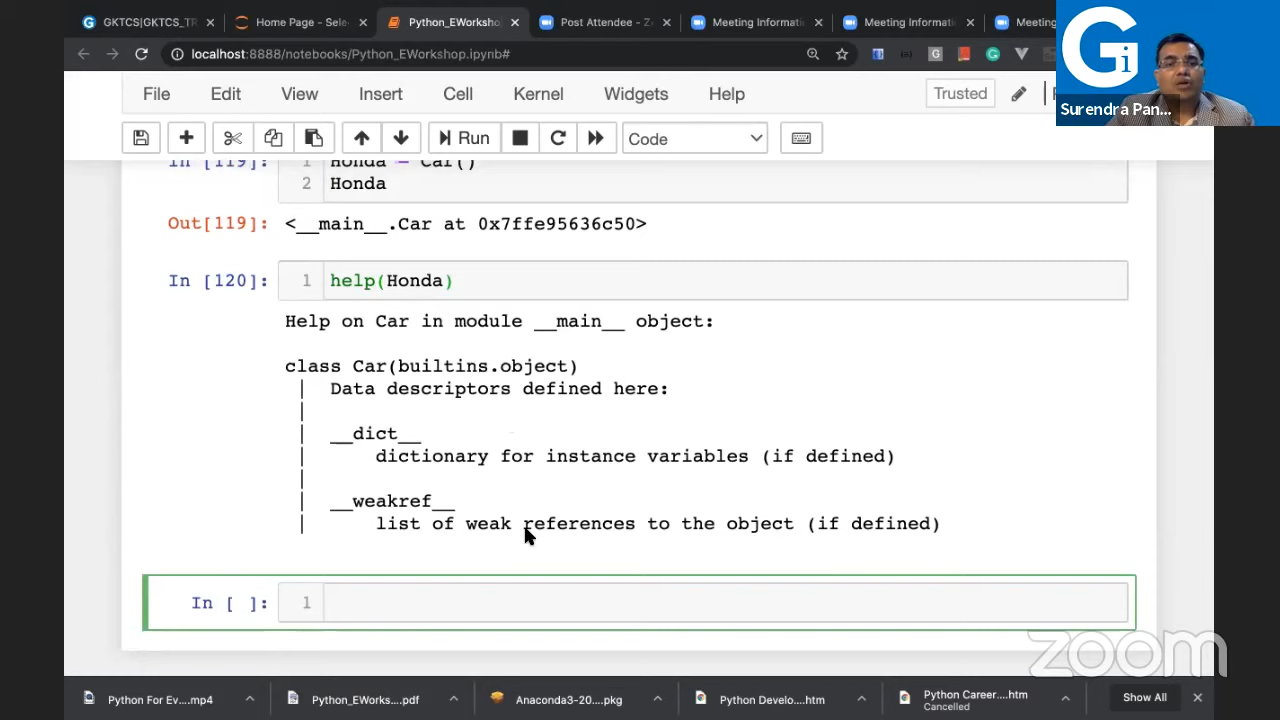 GKTCS|GKTCS_TR
Home Page - Sele
Python_EWorksho
Post Attendee - Z
Meeting Informati
Meeting Informati
Meeting
localhost:8888/notebooks/Python_EWorkshop.ipynb#
Gi
Surendra Pan...
File Edit View Insert Cell Kernel Widgets Help Trusted
Run Code
In [119]: 1 Honda = Car()
2 Honda
Out[119]: <__main__.Car at 0x7ffe95636c50>
In [120]: 1 help(Honda)
Help on Car in module __main__ object:
class Car(builtins.object)
| Data descriptors defined here:
|
| __dict__
| dictionary for instance variables (if defined)
|
| __weakref__
| list of weak references to the object (if defined)
In [ ]: 1
zoom
Python For Ev....mp4
Python_EWorks....pdf
Anaconda3-20....pkg
Python Develo....htm
Python Career....htm
Cancelled
Show All